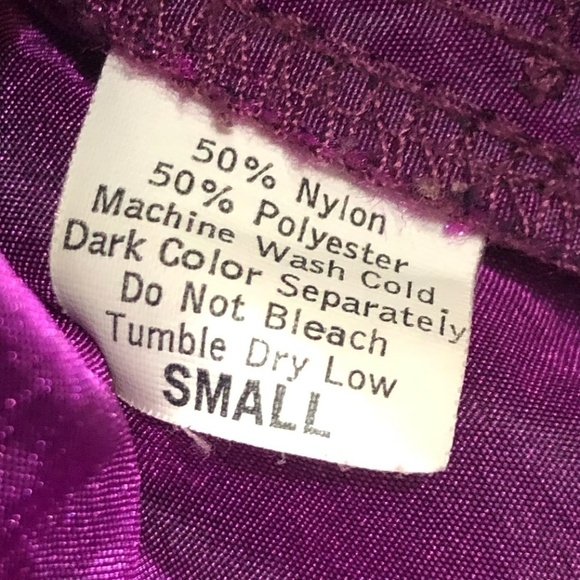 50% Nylon
50% Polyester
Machine Wash Cold
Dark Color Separately
Do Not Bleach
Tumble Dry Low
SMALL